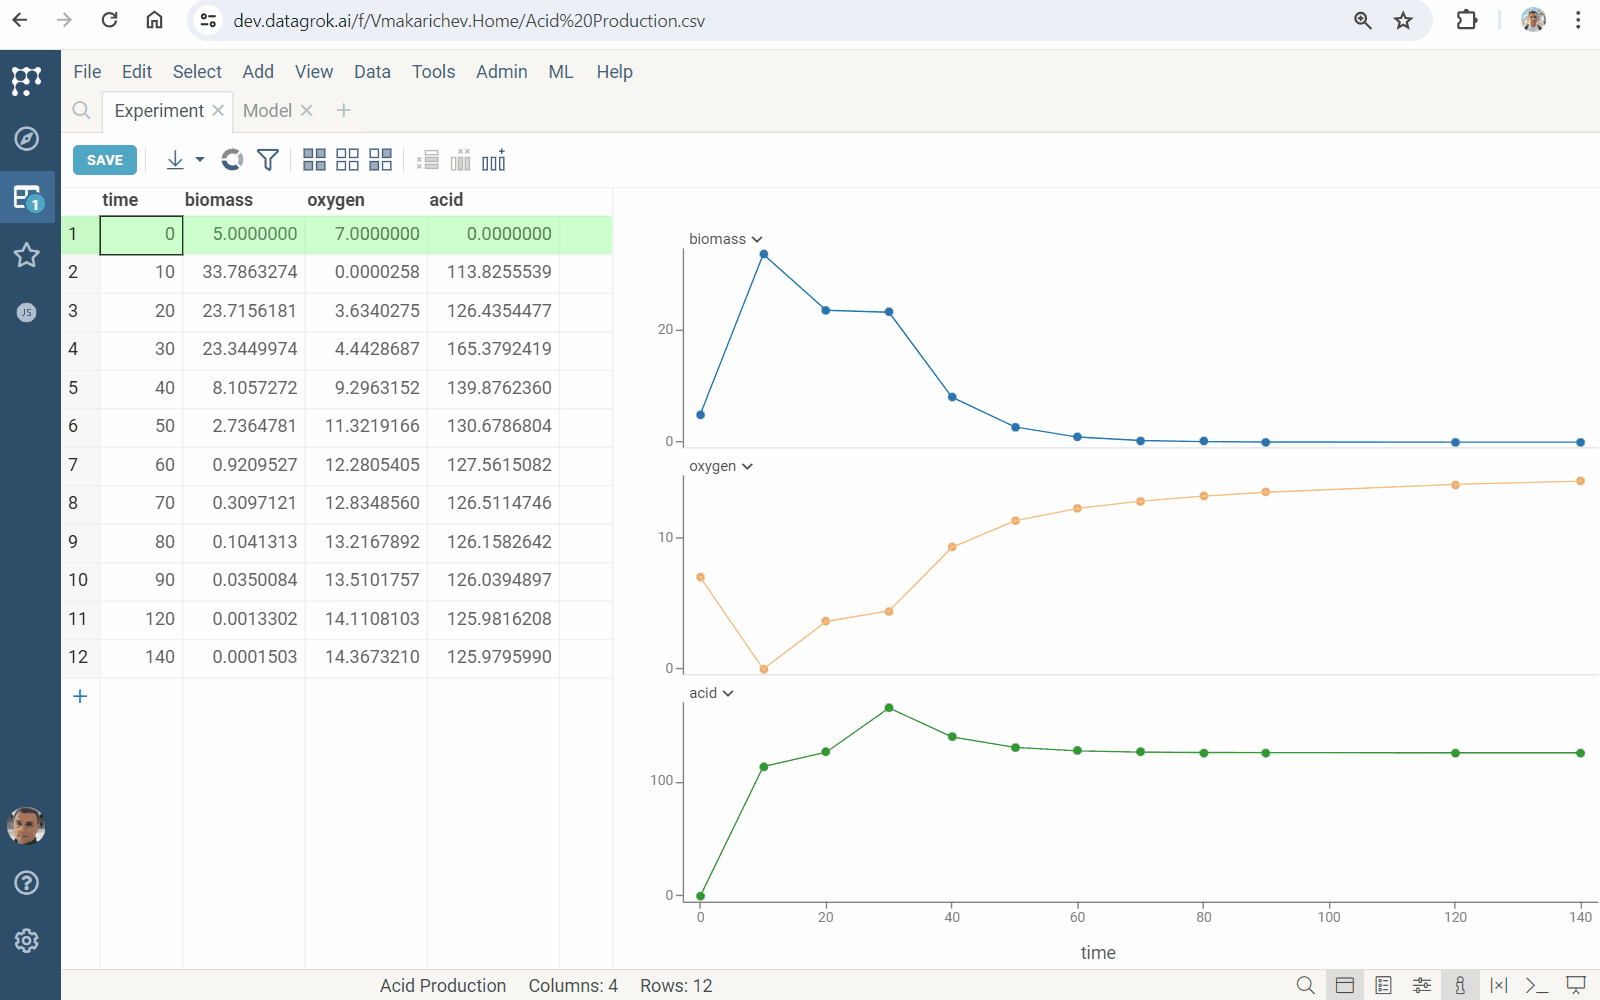 dev.datagrok.ai/f/Vmakarichev.Home/Acid%20Production.csv
File Edit Select Add View Data Tools Admin ML Help
Experiment Model
SAVE
1
JS
time biomass oxygen acid
1 0 5.0000000 7.0000000 0.0000000
2 10 33.7863274 0.0000258 113.8255539
3 20 23.7156181 3.6340275 126.4354477
4 30 23.3449974 4.4428687 165.3792419
5 40 8.1057272 9.2963152 139.8762360
6 50 2.7364781 11.3219166 130.6786804
7 60 0.9209527 12.2805405 127.5615082
8 70 0.3097121 12.8348560 126.5114746
9 80 0.1041313 13.2167892 126.1582642
10 90 0.0350084 13.5101757 126.0394897
11 120 0.0013302 14.1108103 125.9816208
12 140 0.0001503 14.3673210 125.9795990
+
biomass
20
0
oxygen
10
0
acid
100
0
0 20 40 60 80 100 120 140
time
Acid Production Columns: 4 Rows: 12